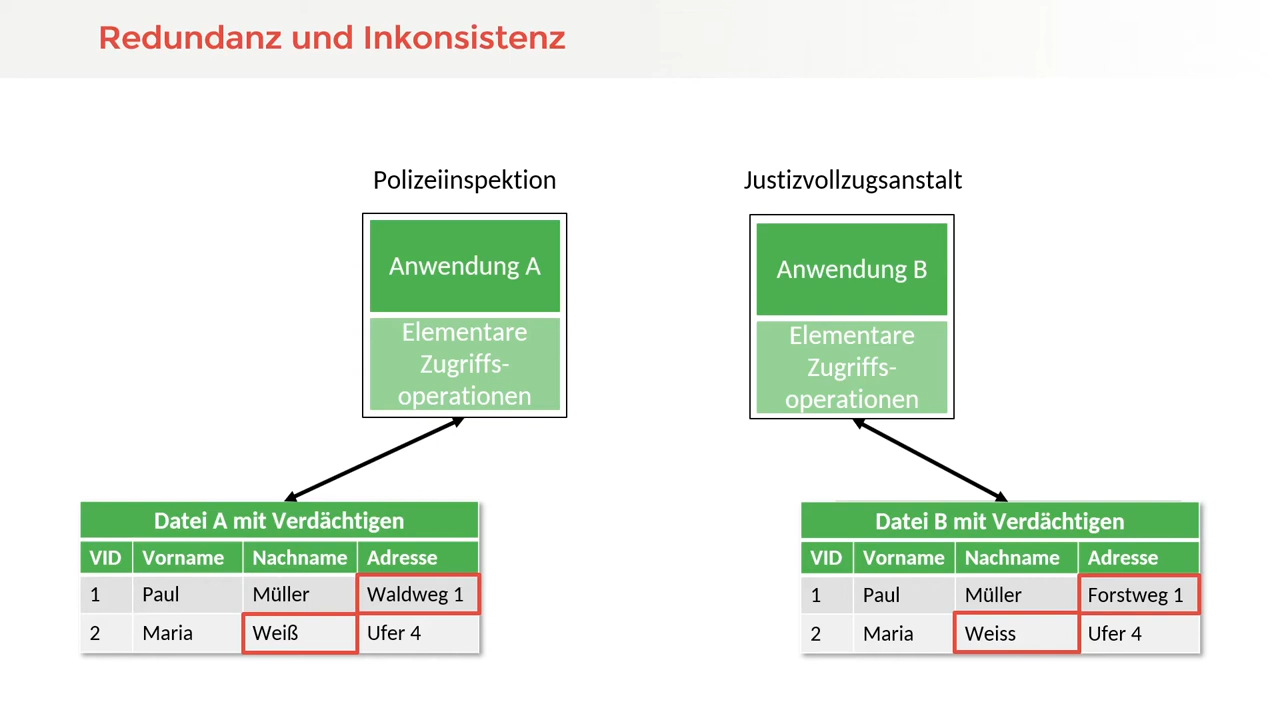 Redundanz und Inkonsistenz
Polizeiinspektion
Anwendung A
Elementare
Zugriffs-
operationen
Justizvollzugsanstalt
Anwendung B
Elementare
Zugriffs-
operationen
Datei A mit Verdächtigen
VID Vorname Nachname Adresse
1 Paul Müller Waldweg 1
2 Maria Weiß Ufer 4
Datei B mit Verdächtigen
VID Vorname Nachname Adresse
1 Paul Müller Forstweg 1
2 Maria Weiss Ufer 4